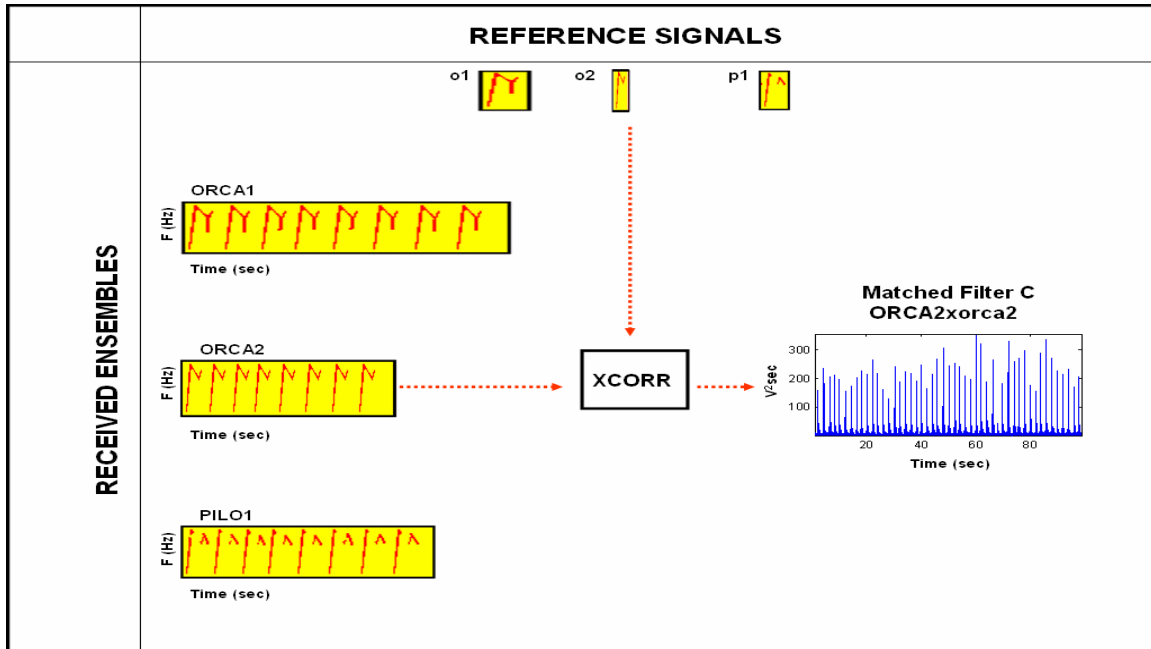 REFERENCE SIGNALS
o1
o2
p1
RECEIVED ENSEMBLES
ORCA1
F (Hz)
Time (sec)
ORCA2
F (Hz)
Time (sec)
XCORR
Matched Filter C
ORCA2xorca2
V²sec
300
200
100
20
40
60
80
Time (sec)
PILO1
F (Hz)
Time (sec)